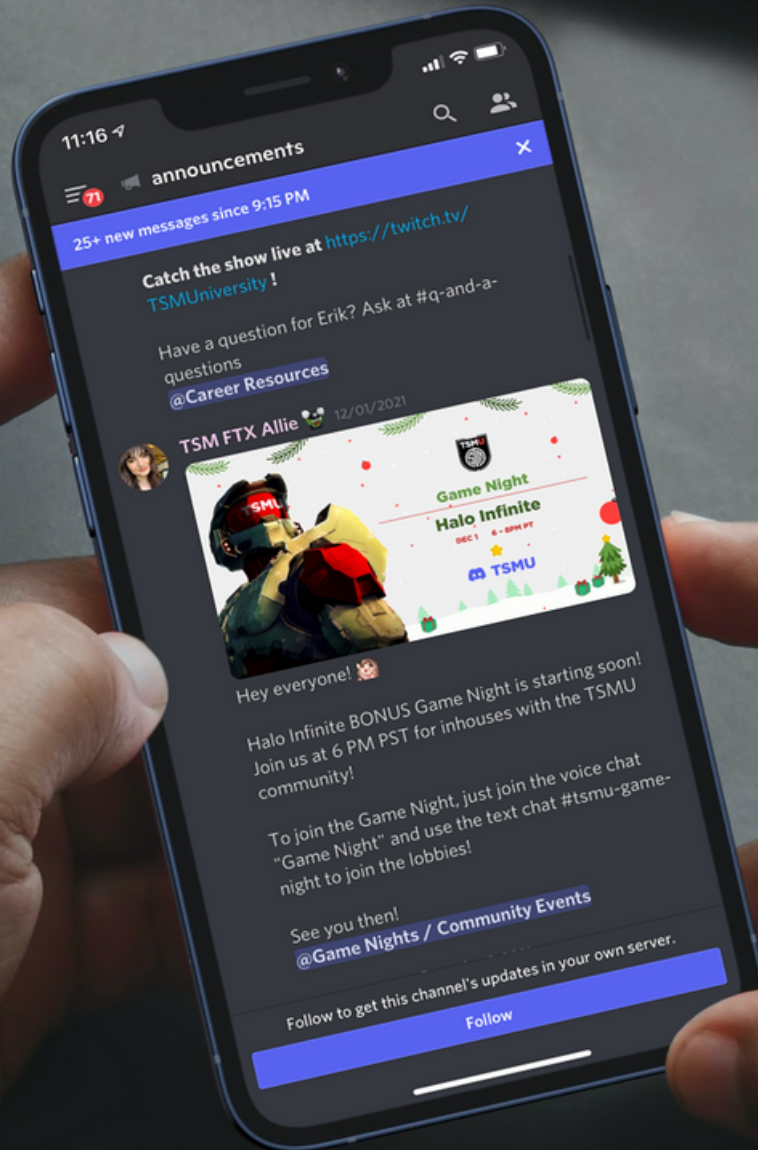 11:16
71
announcements
25+ new messages since 9:15 PM
Catch the show live at https://twitch.tv/
TSMUniversity !
Have a question for Erik? Ask at #q-and-a-
questions
@Career Resources
TSM FTX Allie 12/01/2021
TSMU
TSMU
Game Night
Halo Infinite
DEC 1 6 - 8PM PT
TSMU
Hey everyone!
Halo Infinite BONUS Game Night is starting soon!
Join us at 6 PM PST for inhouses with the TSMU
community!
To join the Game Night, just join the voice chat
"Game Night" and use the text chat #tsmu-game-
night to join the lobbies!
See you then!
@Game Nights / Community Events
Follow to get this channel's updates in your own server.
Follow